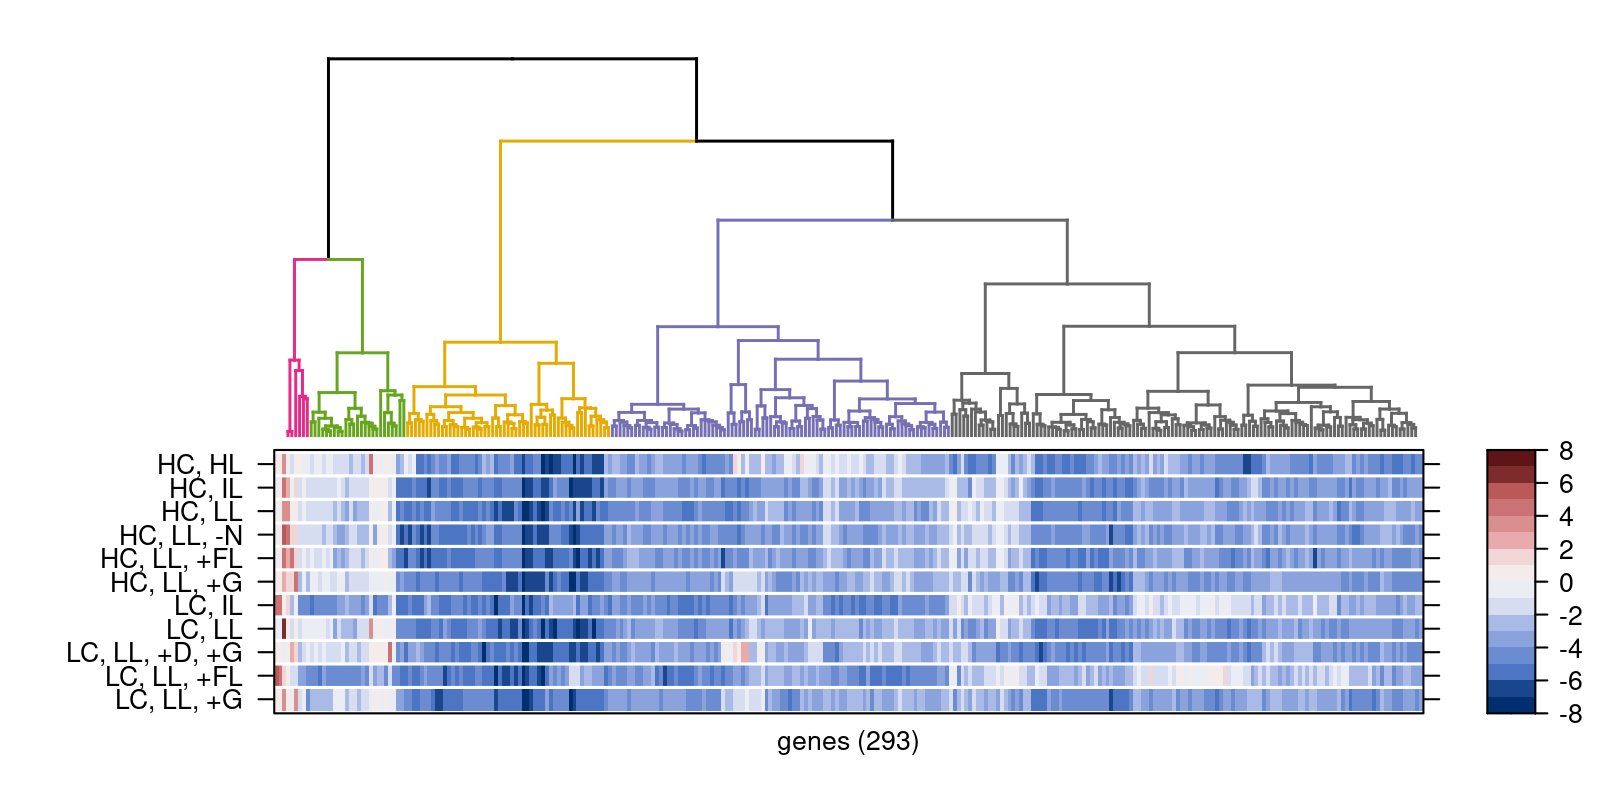 HC, HL
HC, IL
HC, LL
HC, LL, -N
HC, LL, +FL
HC, LL, +G
LC, IL
LC, LL
LC, LL, +D, +G
LC, LL, +FL
LC, LL, +G
genes (293)
8
6
4
2
0
-2
-4
-6
-8